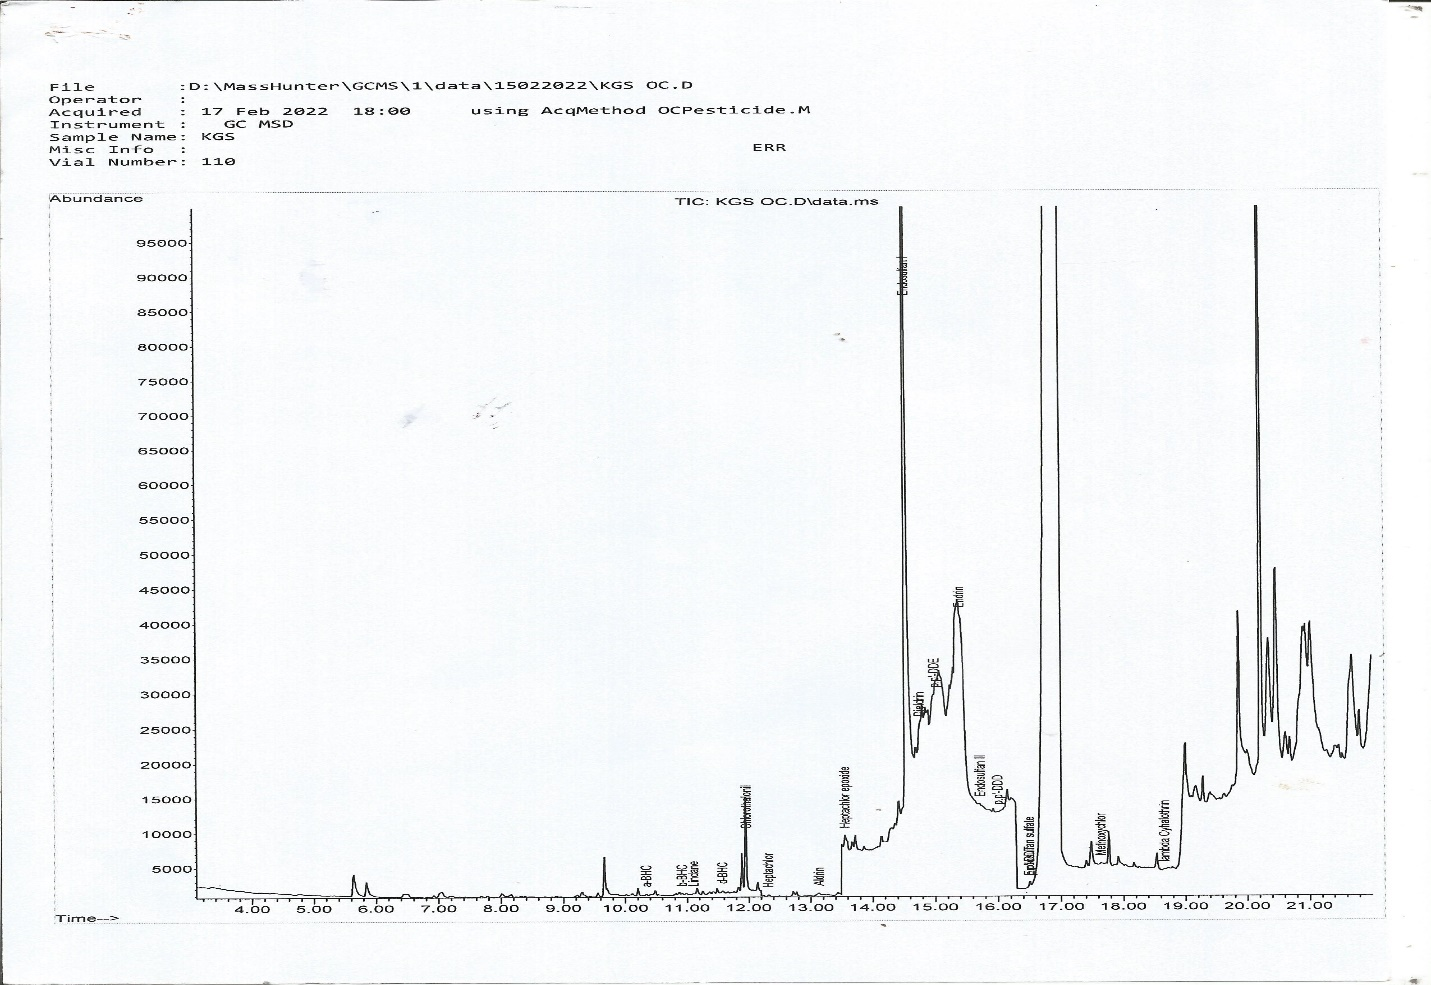 File :D:\MassHunter\GCMS\1\data\15022022\KGS OC.D
Operator :
Acquired : 17 Feb 2022 18:00 using AcqMethod OCPesticide.M
Instrument : GC MSD
Sample Name: KGS
Misc Info : ERR
Vial Number: 110
Abundance
TIC: KGS OC.D\data.ms
95000
90000
85000
80000
75000
70000
65000
60000
55000
50000
45000
40000
35000
30000
25000
20000
15000
10000
5000
a-BHC
b-BHC
Lindane
d-BHC
Chlorothalonil
Heptachlor
Aldrin
Heptachlor epoxide
Endosulfan I
Dieldrin
p,p'-DDE
Endrin
Endosulfan II
p,p'-DDD
sulfate
Methoxychlor
lambda Cyhalothrin
4.00 5.00 6.00 7.00 8.00 9.00 10.00 11.00 12.00 13.00 14.00 15.00 16.00 17.00 18.00 19.00 20.00 21.00
Time-->